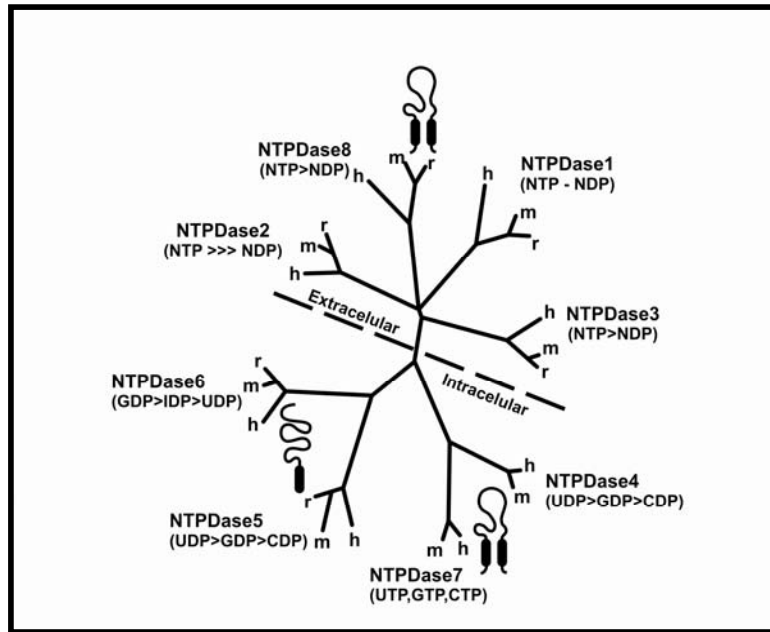 m r
NTPDase8
(NTP>NDP)
h
h
NTPDase1
(NTP - NDP)
m
r
NTPDase2
(NTP >>> NDP)
r
m
h
Extracelular
h
NTPDase3
(NTP>NDP)
m
r
Intracelular
r
NTPDase6
(GDP>IDP>UDP)
m
h
h
m
NTPDase4
(UDP>GDP>CDP)
r
NTPDase5
(UDP>GDP>CDP)
m
h
m
h
NTPDase7
(UTP,GTP,CTP)